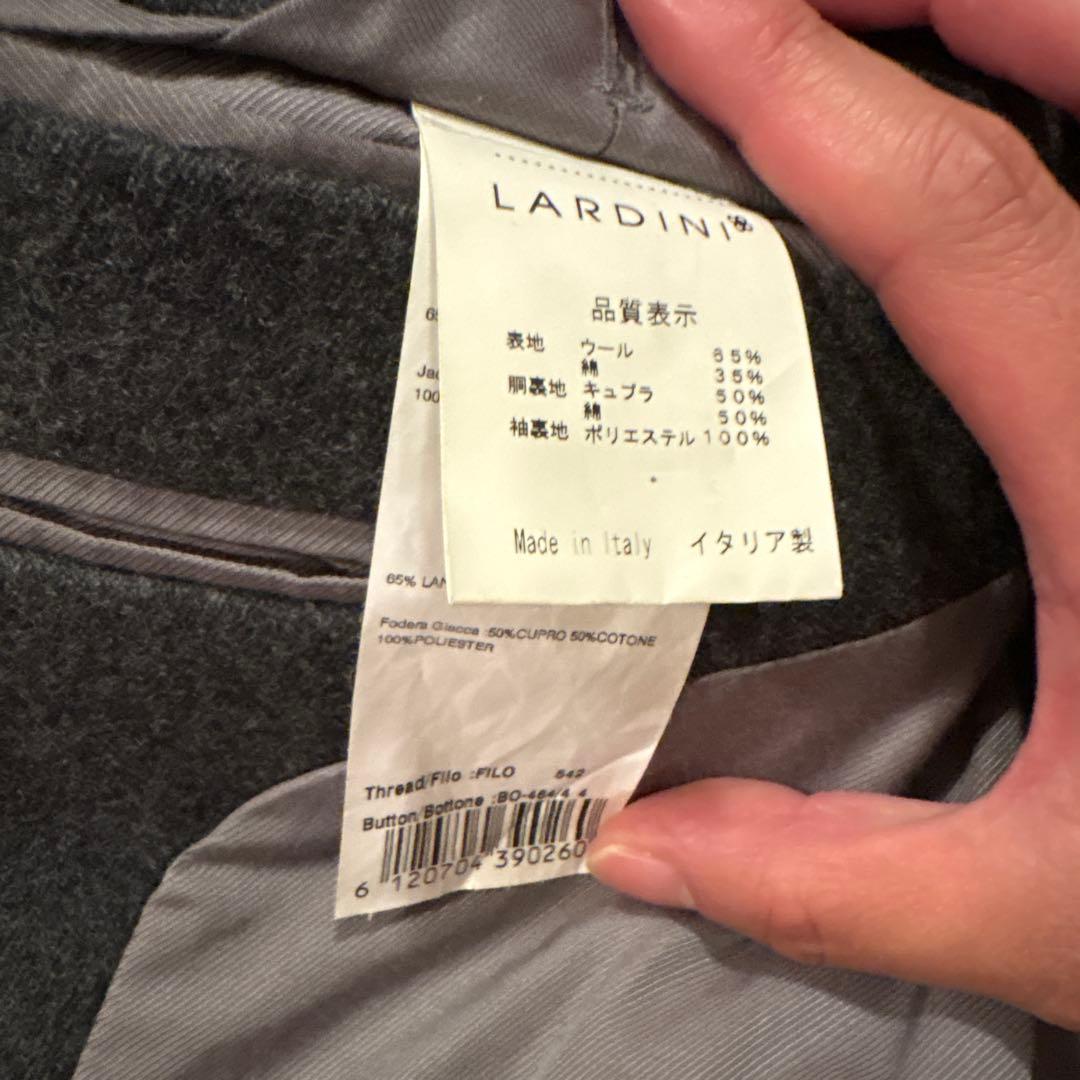 LARDINI
品質表示
表地 ウール 65%
綿 35%
胴裏地 キュプラ 50%
綿 50%
袖裏地 ポリエステル 100%
Made in Italy イタリア製
65% LAN
Fodera Giacca :50%CUPRO 50%COTONE
100%POLIESTER
Thread/Filo :FILO 542
Button/Bottone :BO-464/4 4
6 120704 390260